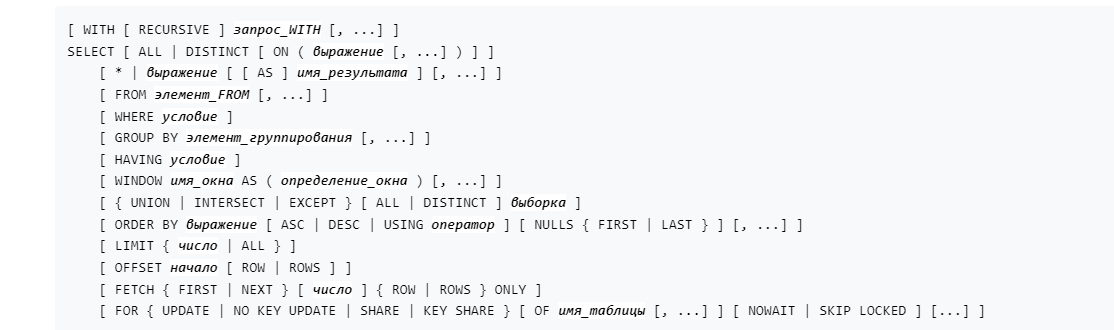 [ WITH [ RECURSIVE ] запрос_WITH [, ...] ]
SELECT [ ALL | DISTINCT [ ON ( выражение [, ...] ) ] ]
[ * | выражение [ [ AS ] имя_результата ] [, ...] ]
[ FROM элемент_FROM [, ...] ]
[ WHERE условие ]
[ GROUP BY элемент_группирования [, ...] ]
[ HAVING условие ]
[ WINDOW имя_окна AS ( определение_окна ) [, ...] ]
[ { UNION | INTERSECT | EXCEPT } [ ALL | DISTINCT ] выборка ]
[ ORDER BY выражение [ ASC | DESC | USING оператор ] [ NULLS { FIRST | LAST } ] [, ...] ]
[ LIMIT { число | ALL } ]
[ OFFSET начало [ ROW | ROWS ] ]
[ FETCH { FIRST | NEXT } [ число ] { ROW | ROWS } ONLY ]
[ FOR { UPDATE | NO KEY UPDATE | SHARE | KEY SHARE } [ OF имя_таблицы [, ...] ] [ NOWAIT | SKIP LOCKED ] [...] ]